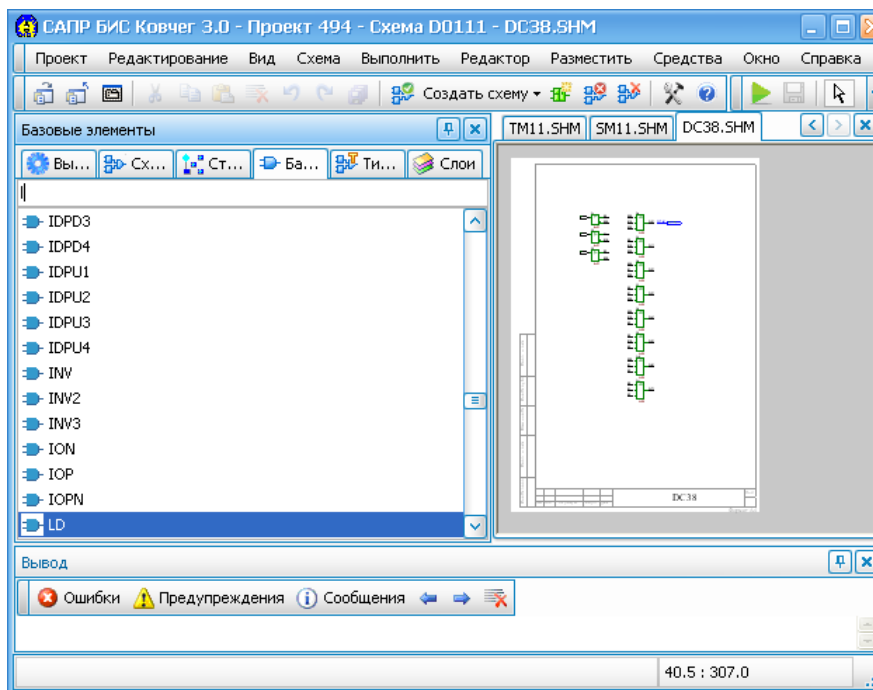 САПР БИС Ковчег 3.0 - Проект 494 - Схема D0111 - DC38.SHM
Проект Редактирование Вид Схема Выполнить Редактор Разместить Средства Окно Справка
Создать схему
Базовые элементы
TM11.SHM SM11.SHM DC38.SHM
Вы... Сх... Ст... Ба... Ти... Слои
l
IDPD3
IDPD4
IDPU1
IDPU2
IDPU3
IDPU4
INV
INV2
INV3
ION
IOP
IOPN
LD
DC38
Вывод
Ошибки Предупреждения Сообщения
40.5 : 307.0